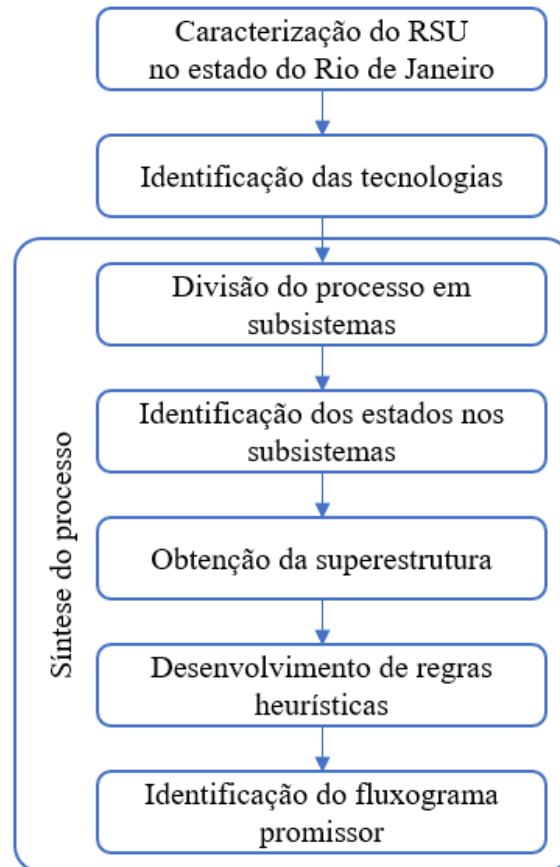 Caracterização do RSU
no estado do Rio de Janeiro
Identificação das tecnologias
Síntese do processo
Divisão do processo em
subsistemas
Identificação dos estados nos
subsistemas
Obtenção da superestrutura
Desenvolvimento de regras
heurísticas
Identificação do fluxograma
promissor